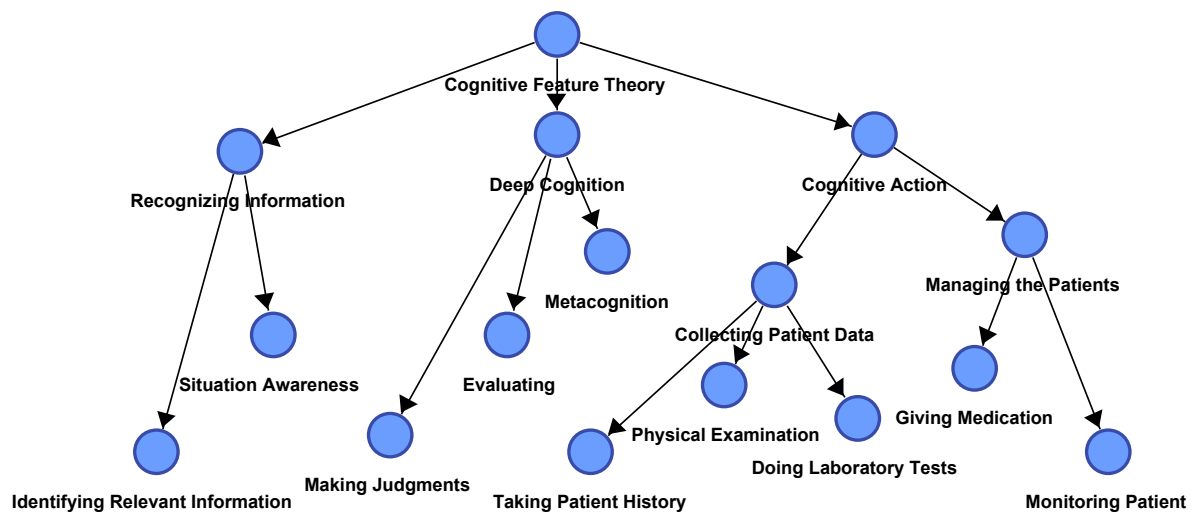 Cognitive Feature Theory
Deep Cognition
Cognitive Action
Recognizing Information
Managing the Patients
Metacognition
Collecting Patient Data
Situation Awareness
Evaluating
Giving Medication
Physical Examination
Doing Laboratory Tests
Making Judgments
Identifying Relevant Information
Taking Patient History
Monitoring Patient